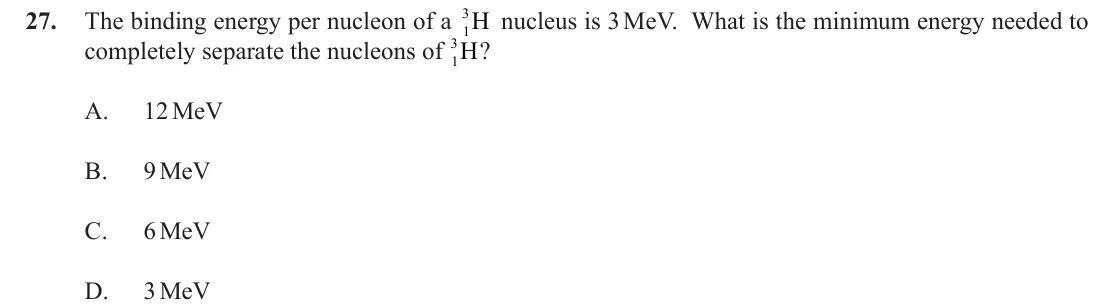 27. The binding energy per nucleon of a ³₁H nucleus is 3 MeV. What is the minimum energy needed to
completely separate the nucleons of ³₁H?
A. 12 MeV
B. 9 MeV
C. 6 MeV
D. 3 MeV